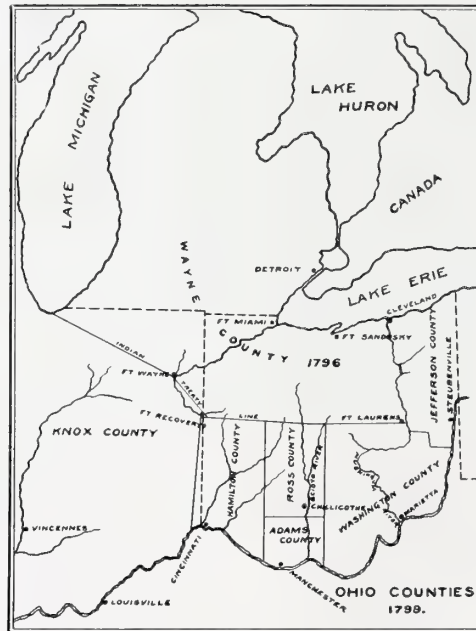 LAKE MICHIGAN
LAKE
HURON
CANADA
WAYNE
DETROIT
LAKE ERIE
CLEVELAND
FT MIAMI
FT SANDOSKY
COUNTY 1796
JEFFERSON COUNTY
STEUBENVILLE
INDIAN
FT WAYNE
TREATY
FT RECOVERY
LINE
FT LAURENS
KNOX COUNTY
HAMILTON COUNTY
ROSS COUNTY
SCIOTO RIVER
WASHINGTON COUNTY
CHILLICOTHE
MARIETTA
VINCENNES
ADAMS
COUNTY
CINCINNATI
MANCHESTER
LOUISVILLE
OHIO COUNTIES
1799.